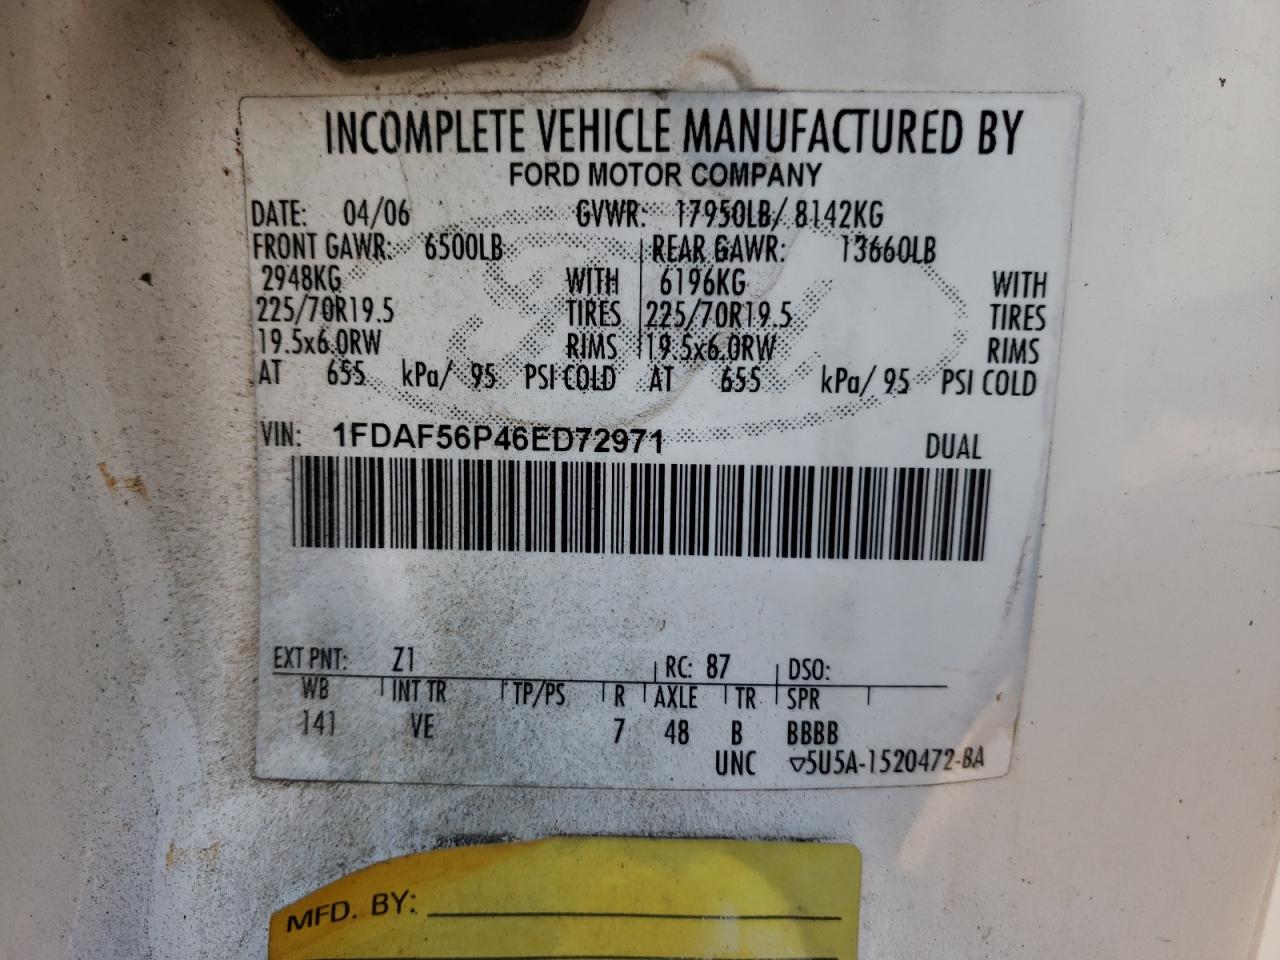 INCOMPLETE VEHICLE MANUFACTURED BY
FORD MOTOR COMPANY
DATE: 04/06 GVWR: 17950LB/ 8142KG
FRONT GAWR: 6500LB REAR GAWR: 13660LB
2948KG WITH 6196KG WITH
225/70R19.5 TIRES 225/70R19.5 TIRES
19.5x6.0RW RIMS 19.5x6.0RW RIMS
AT 655 kPa/ 95 PSI COLD AT 655 kPa/ 95 PSI COLD
VIN: 1FDAF56P46ED72971 DUAL
EXT PNT: Z1 RC: 87 DSO:
WB INT TR TP/PS R AXLE TR SPR
141 VE 7 48 B BBBB
UNC ▽5U5A-1520472-BA
MFD. BY: